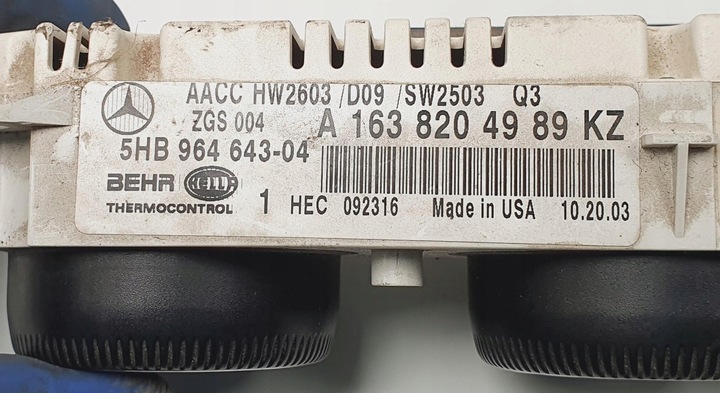 AACC HW2603 /D09 /SW2503 Q3
ZGS 004 A 163 820 49 89 KZ
5HB 964 643-04
BEHR HELLA
THERMOCONTROL 1 HEC 092316 Made in USA 10.20.03